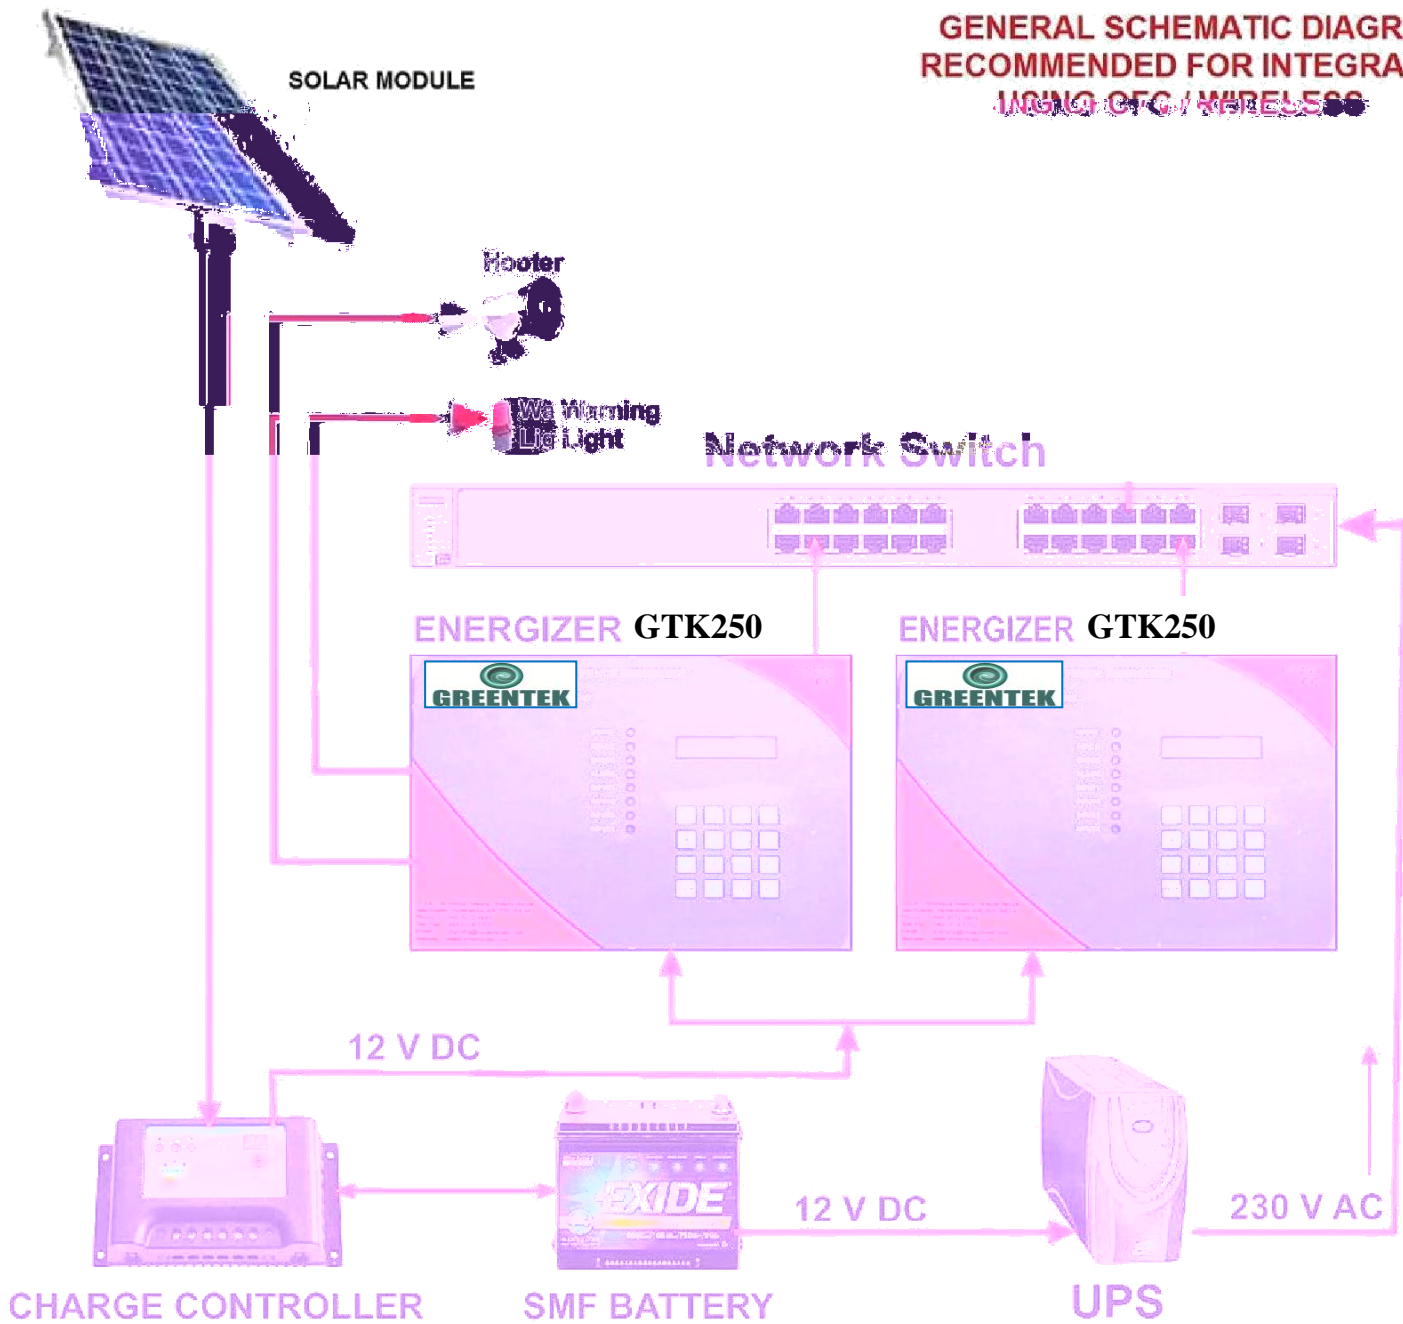 GENERAL SCHEMATIC DIAGR
RECOMMENDED FOR INTEGRA
/ WIRELESS
SOLAR MODULE
Hooter
Warning
Light
Network Switch
ENERGIZER GTK250
ENERGIZER GTK250
GREENTEK
GREENTEK
12 V DC
EXIDE
12 V DC
230 V AC
CHARGE CONTROLLER
SMF BATTERY
UPS